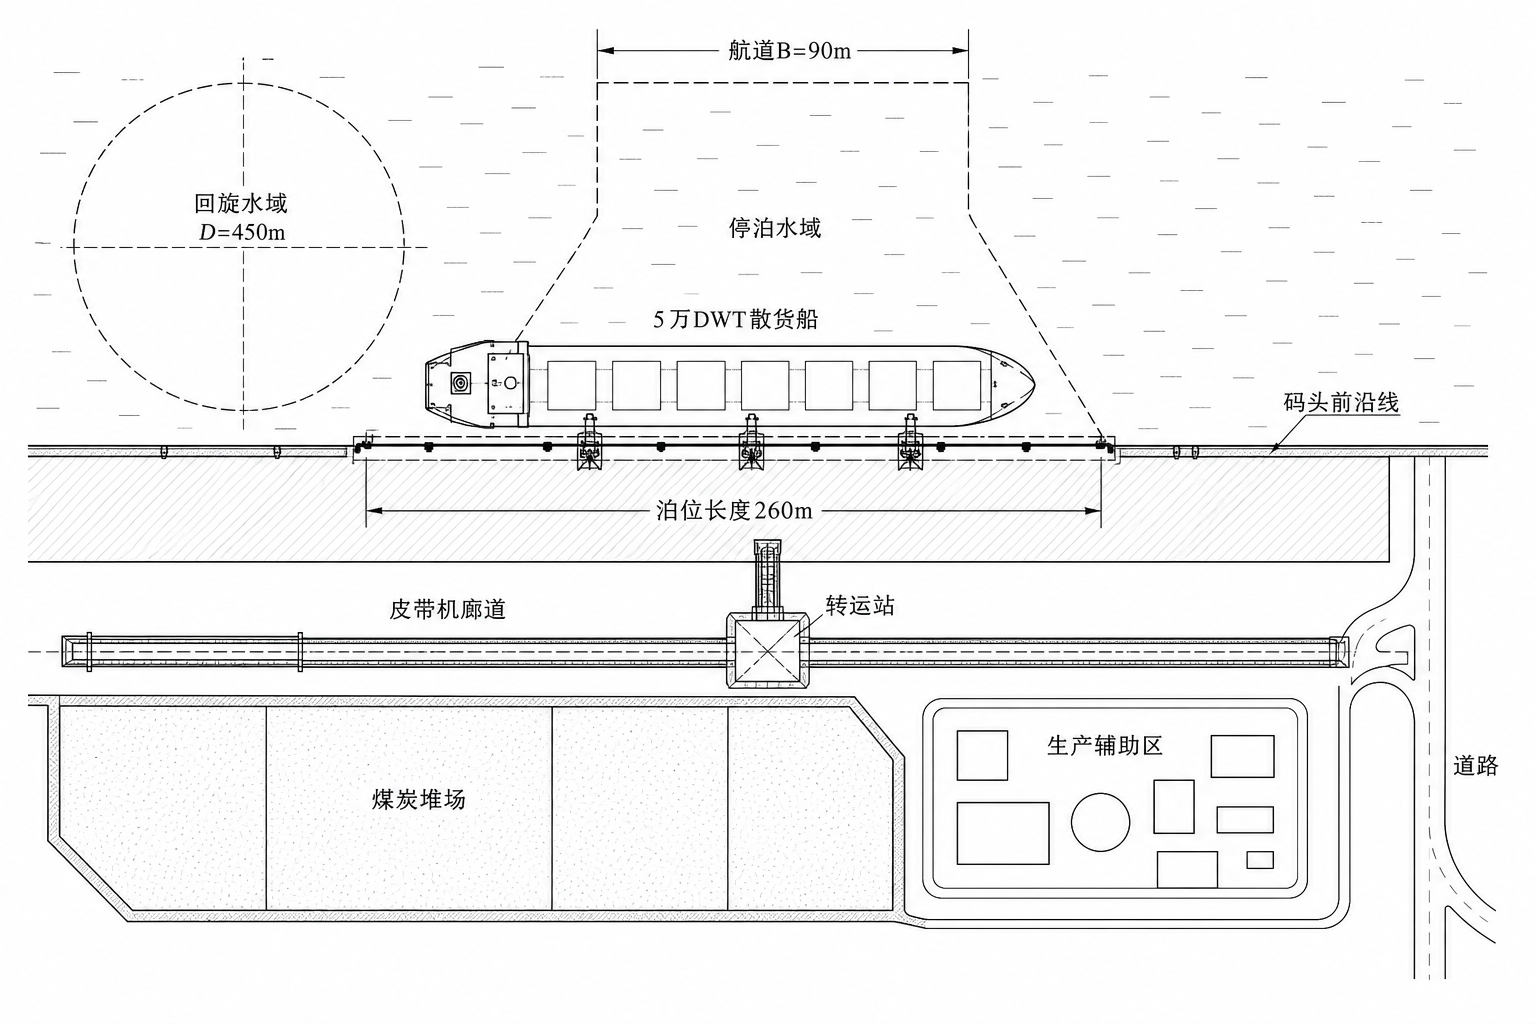 航道B=90m
回旋水域
D=450m
停泊水域
5万DWT散货船
码头前沿线
泊位长度260m
皮带机廊道
转运站
生产辅助区
道路
煤炭堆场